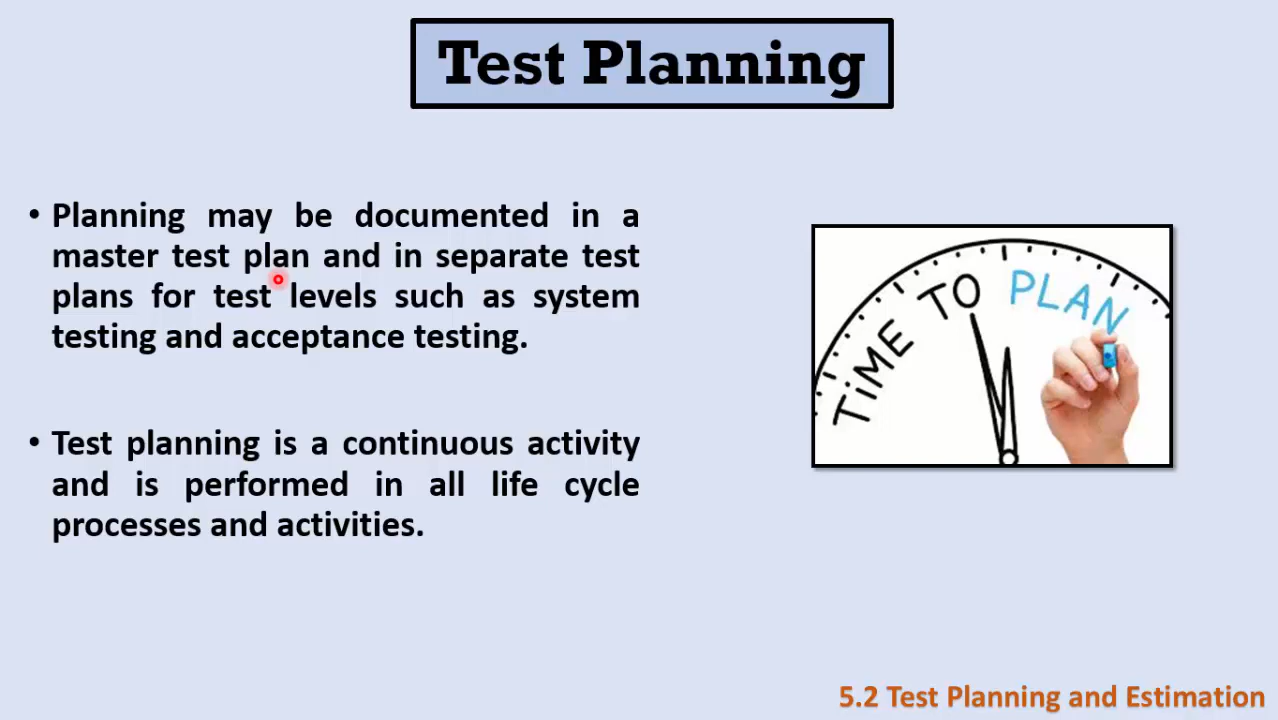 Test Planning
• Planning may be documented in a
master test plan and in separate test
plans for test levels such as system
testing and acceptance testing.
• Test planning is a continuous activity
and is performed in all life cycle
processes and activities.
TiME TO PLAN
5.2 Test Planning and Estimation